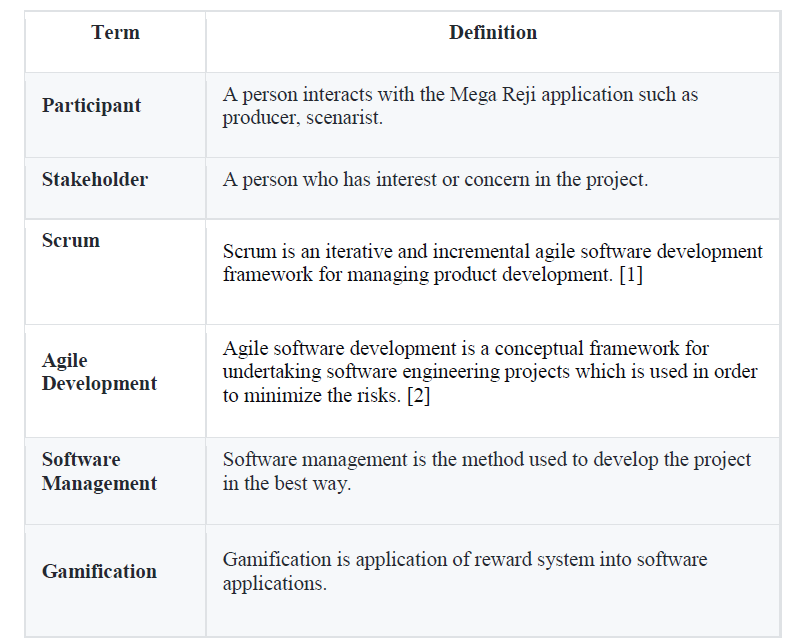 Term Definition
Participant
A person interacts with the Mega Reji application such as
producer, scenarist.
Stakeholder
A person who has interest or concern in the project.
Scrum
Scrum is an iterative and incremental agile software development
framework for managing product development. [1]
Agile
Development
Agile software development is a conceptual framework for
undertaking software engineering projects which is used in order
to minimize the risks. [2]
Software
Management
Software management is the method used to develop the project
in the best way.
Gamification
Gamification is application of reward system into software
applications.